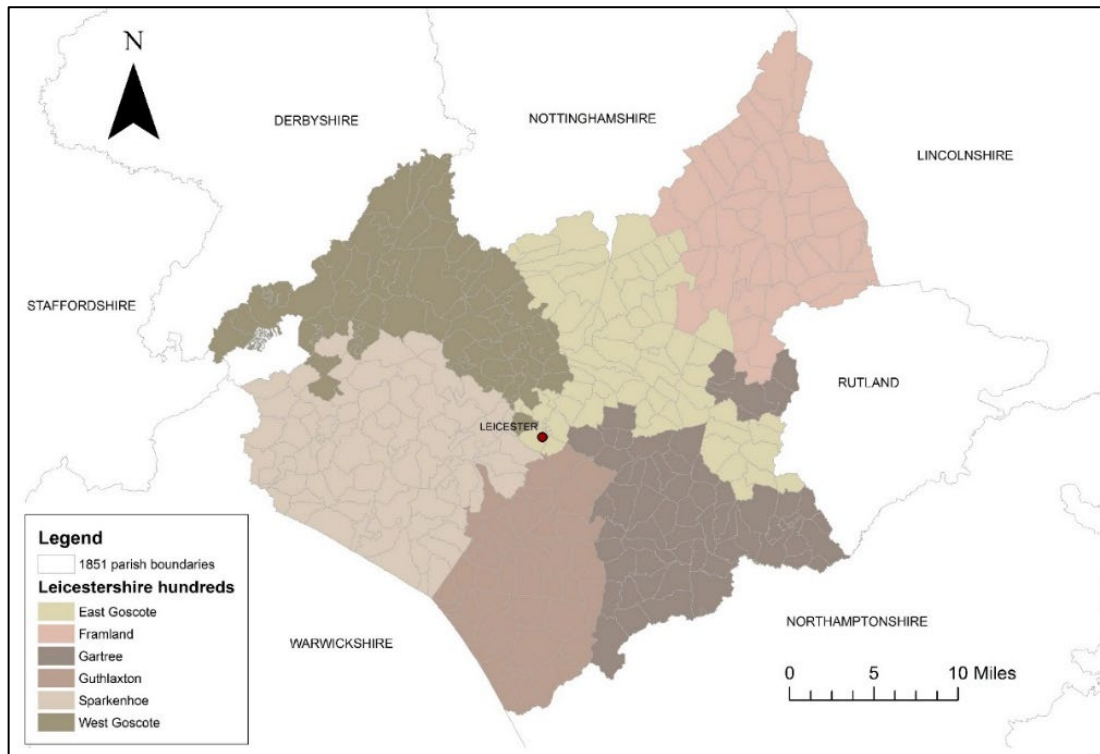 N
DERBYSHIRE
NOTTINGHAMSHIRE
LINCOLNSHIRE
STAFFORDSHIRE
RUTLAND
LEICESTER
WARWICKSHIRE
NORTHAMPTONSHIRE
Legend
1851 parish boundaries
Leicestershire hundreds
East Goscote
Framland
Gartree
Guthlaxton
Sparkenhoe
West Goscote
0 5 10 Miles